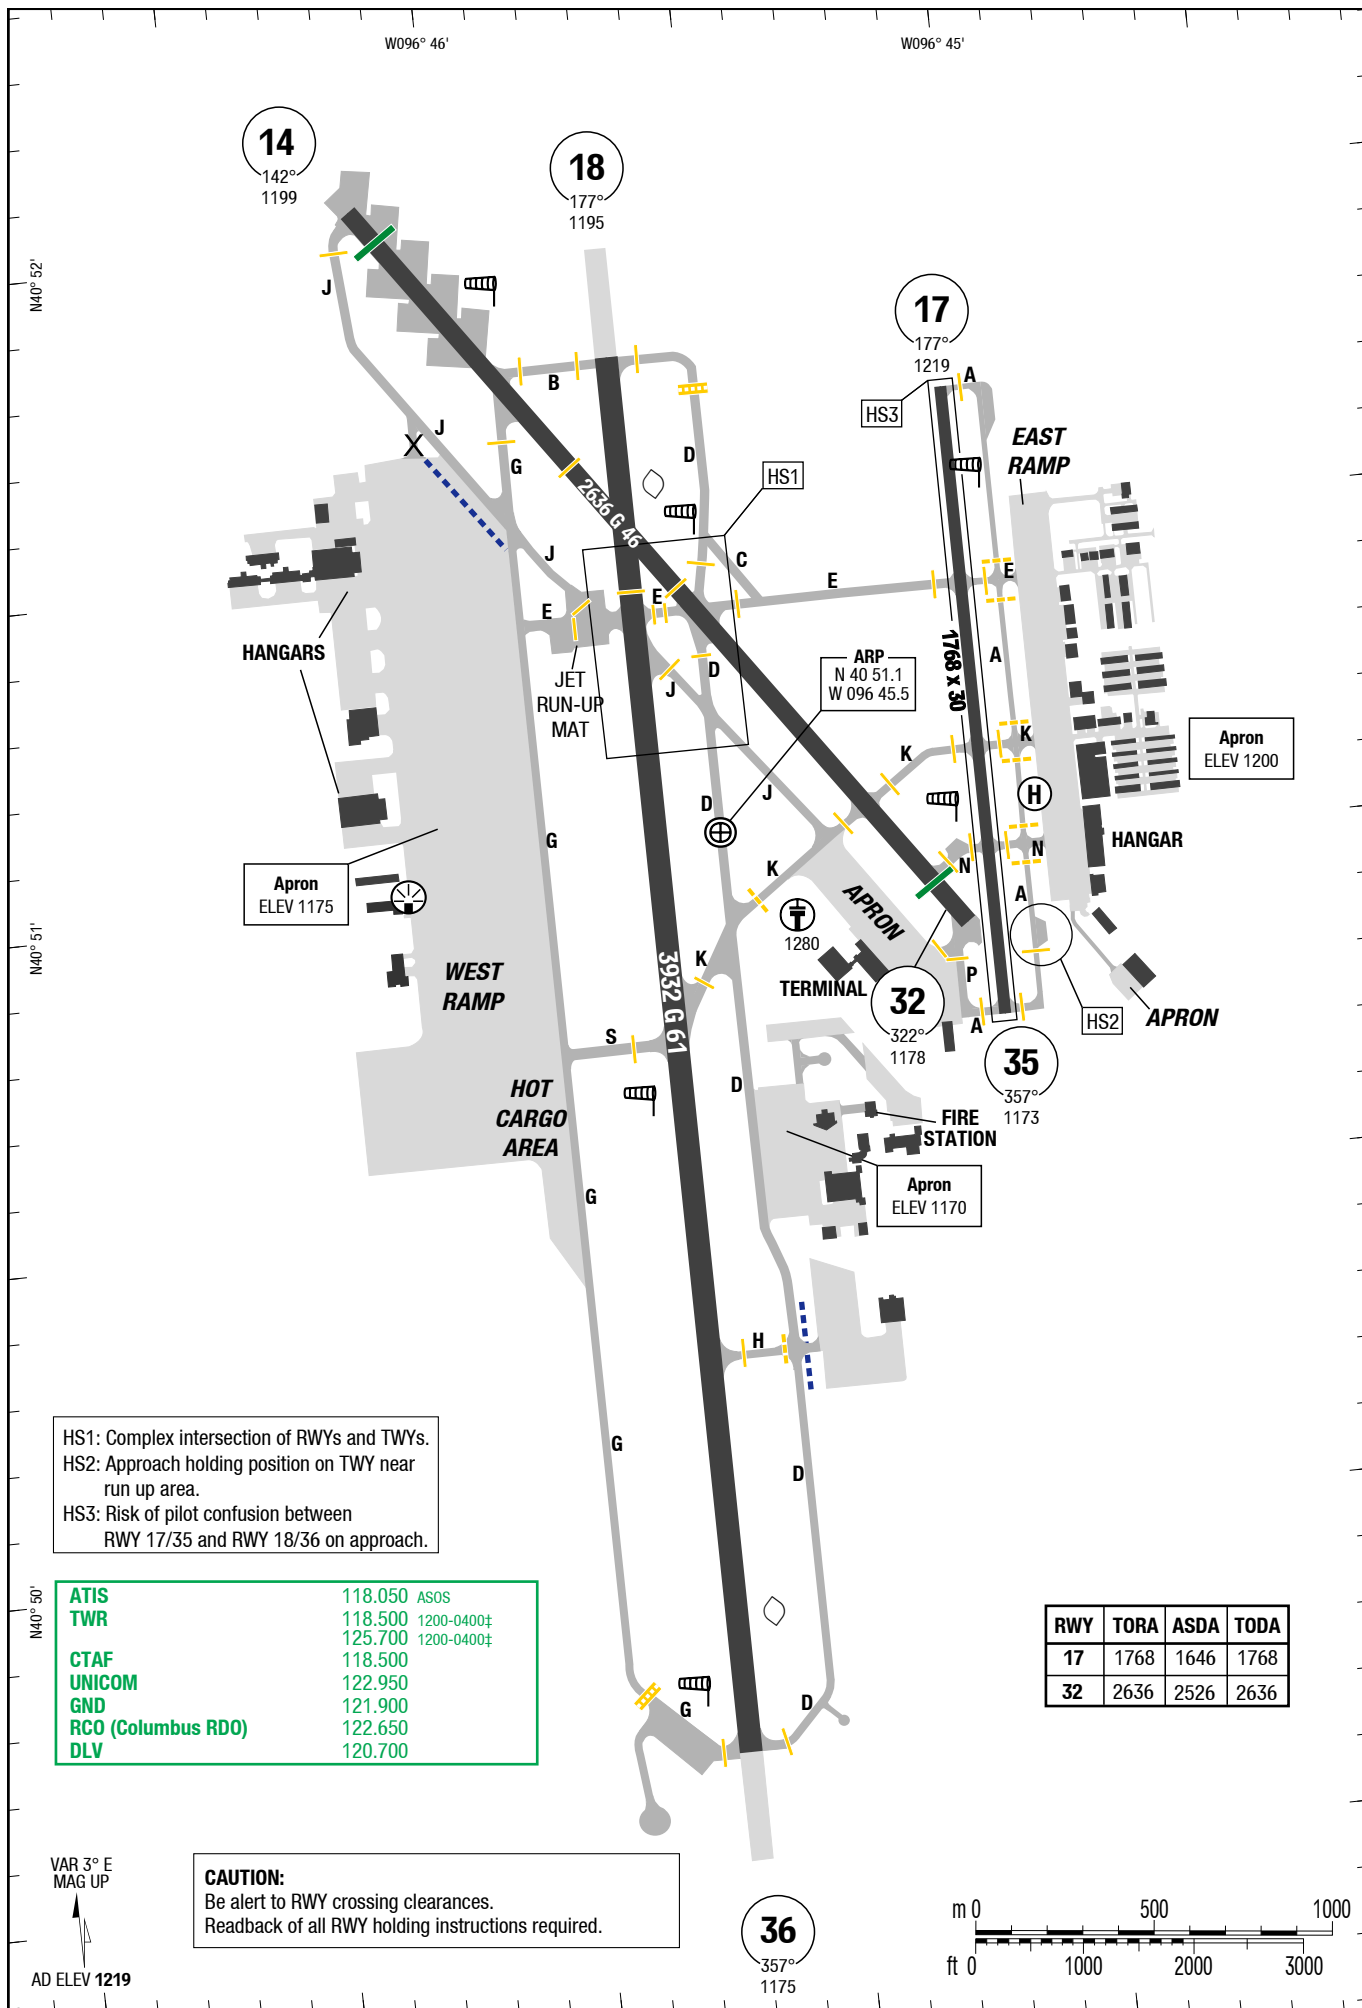 W096° 46'
W096° 45'
14
142°
1199
18
177°
1195
N40° 52'
17
177°
1219
J
B
A
HS3
EAST
RAMP
J
G
D
HS1
2636 G 46
J
C
E
E
E
E
HANGARS
JET
RUN-UP
MAT
D
J
ARP
N 40 51.1
W 096 45.5
1768 x 30
A
K
K
Apron
ELEV 1200
D
J
H
G
K
N
N
HANGAR
Apron
ELEV 1175
A
APRON
1280
N40° 51'
WEST
RAMP
K
3932 G 61
TERMINAL
32
322°
1178
P
A
HS2
APRON
S
35
357°
1173
HOT
CARGO
AREA
D
FIRE
STATION
G
Apron
ELEV 1170
H
G
D
HS1: Complex intersection of RWYs and TWYs.
HS2: Approach holding position on TWY near
run up area.
HS3: Risk of pilot confusion between
RWY 17/35 and RWY 18/36 on approach.
N40° 50'
ATIS 118.050 ASOS
TWR 118.500 1200-0400‡
125.700 1200-0400‡
CTAF 118.500
UNICOM 122.950
GND 121.900
RCO (Columbus RDO) 122.650
DLV 120.700
RWY TORA ASDA TODA
17 1768 1646 1768
32 2636 2526 2636
G
D
VAR 3° E
MAG UP
AD ELEV 1219
CAUTION:
Be alert to RWY crossing clearances.
Readback of all RWY holding instructions required.
36
357°
1175
m 0 500 1000
ft 0 1000 2000 3000